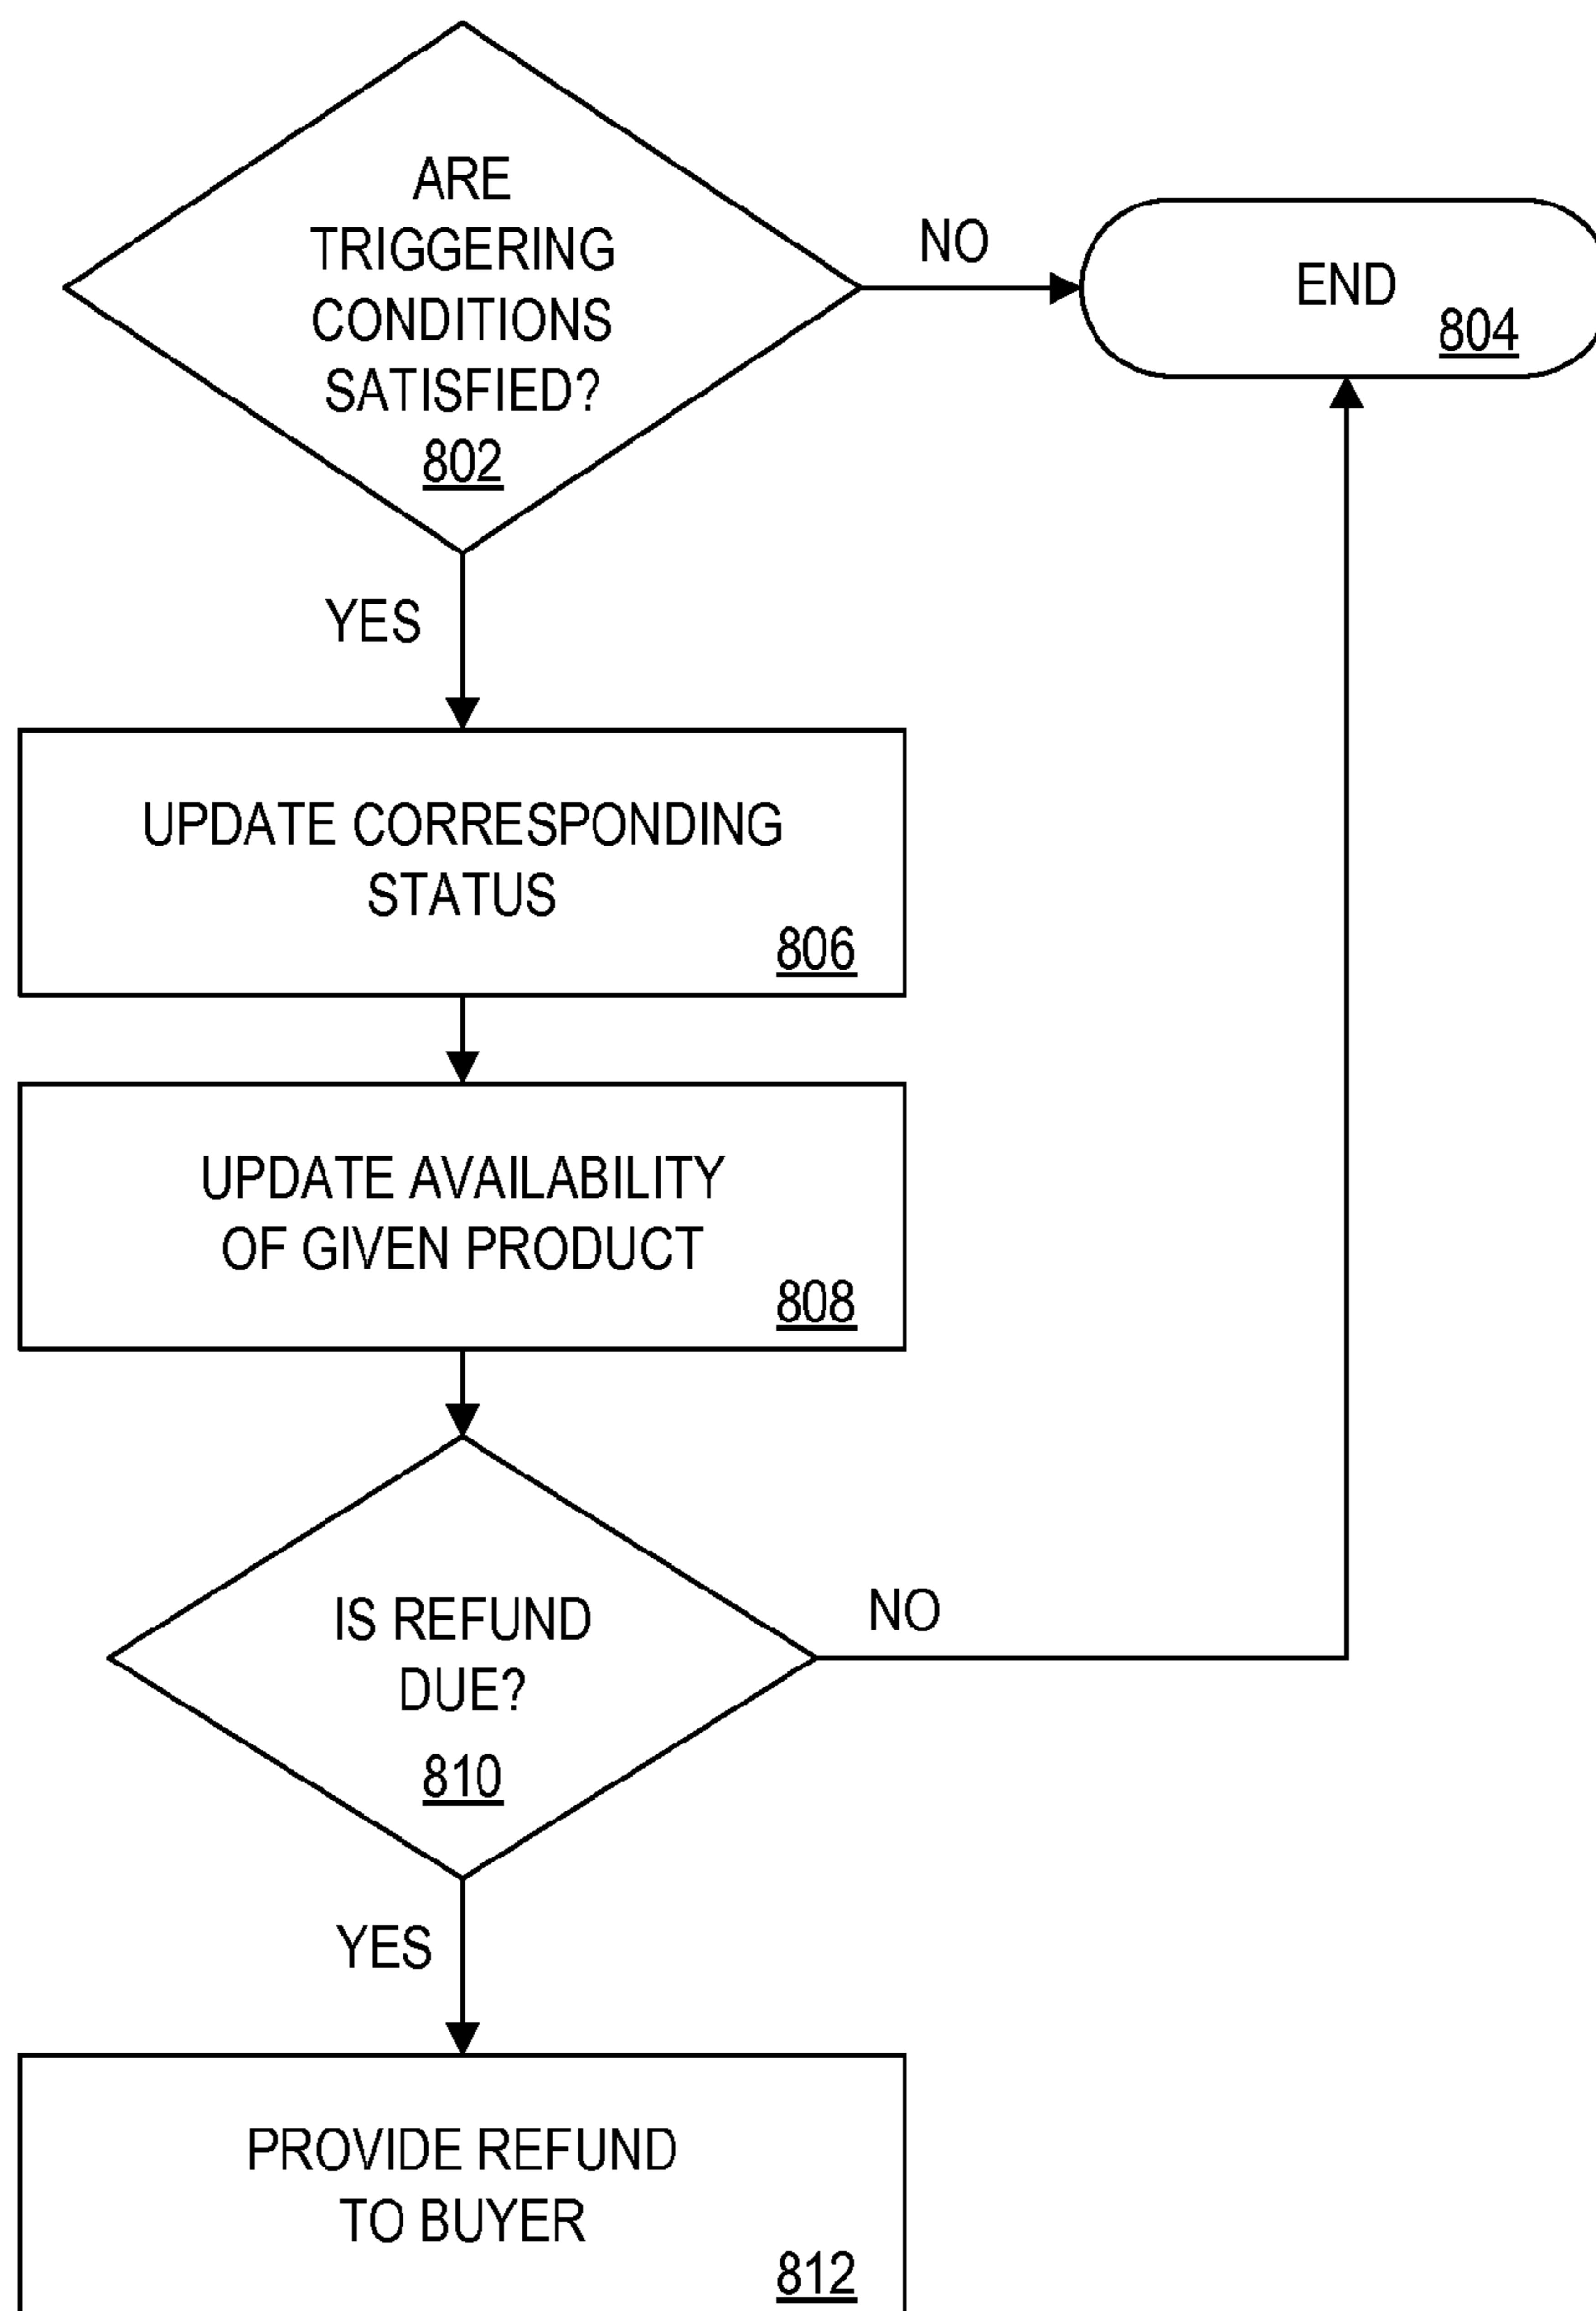 ARE
TRIGGERING
CONDITIONS
SATISFIED?
802
NO
END
804
YES
UPDATE CORRESPONDING
STATUS
806
UPDATE AVAILABILITY
OF GIVEN PRODUCT
808
IS REFUND
DUE?
810
NO
YES
PROVIDE REFUND
TO BUYER
812